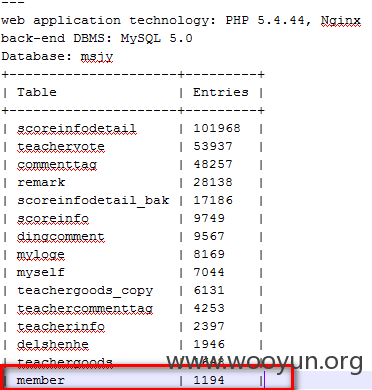 ---
web application technology: PHP 5.4.44, Nginx
back-end DBMS: MySQL 5.0
Database: msjy
+---------------------+---------+
| Table | Entries |
+---------------------+---------+
| scoreinfodetail | 101968 |
| teachervote | 53937 |
| commenttag | 48257 |
| remark | 28138 |
| scoreinfodetail_bak | 17186 |
| scoreinfo | 9749 |
| dingcomment | 9567 |
| myloge | 8169 |
| myself | 7044 |
| teachergoods_copy | 6131 |
| teachercommenttag | 4253 |
| teacherinfo | 2397 |
| delshenhe | 1946 |
| teachergoods |
www.wooyun.org
| member | 1194 |